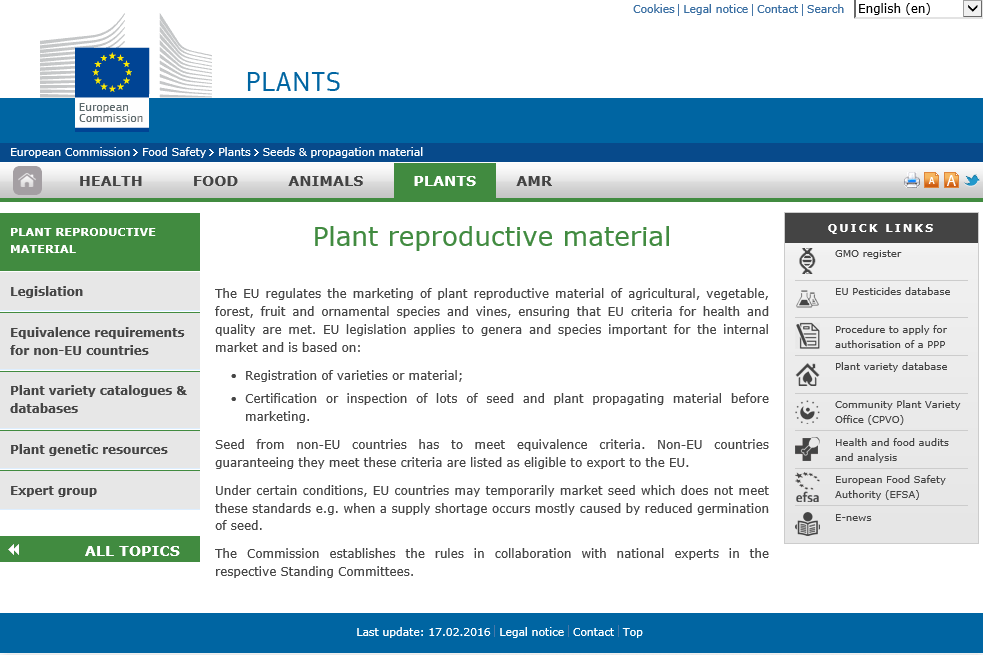 Cookies | Legal notice | Contact | Search English (en)
PLANTS
European
Commission
European Commission > Food Safety > Plants > Seeds & propagation material
HEALTH FOOD ANIMALS PLANTS AMR A A
PLANT REPRODUCTIVE
MATERIAL
Legislation
Equivalence requirements
for non-EU countries
Plant variety catalogues &
databases
Plant genetic resources
Expert group
ALL TOPICS
Plant reproductive material
The EU regulates the marketing of plant reproductive material of agricultural, vegetable,
forest, fruit and ornamental species and vines, ensuring that EU criteria for health and
quality are met. EU legislation applies to genera and species important for the internal
market and is based on:
• Registration of varieties or material;
• Certification or inspection of lots of seed and plant propagating material before
marketing.
Seed from non-EU countries has to meet equivalence criteria. Non-EU countries
guaranteeing they meet these criteria are listed as eligible to export to the EU.
Under certain conditions, EU countries may temporarily market seed which does not meet
these standards e.g. when a supply shortage occurs mostly caused by reduced germination
of seed.
The Commission establishes the rules in collaboration with national experts in the
respective Standing Committees.
QUICK LINKS
GMO register
EU Pesticides database
Procedure to apply for
authorisation of a PPP
Plant variety database
Community Plant Variety
Office (CPVO)
Health and food audits
and analysis
European Food Safety
Authority (EFSA)
efsa
E-news
Last update: 17.02.2016 | Legal notice | Contact | Top